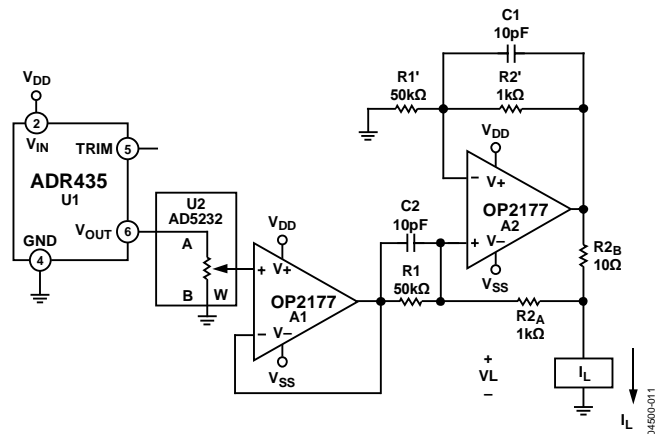 C1
10pF
R1'
50kΩ
R2'
1kΩ
VDD
2
VIN
TRIM
5
ADR435
U1
VOUT
6
GND
4
U2
AD5232
A
B
W
VDD
+
V+
OP2177
A1
−
V−
VSS
C2
10pF
R1
50kΩ
VDD
−
V+
OP2177
A2
+
V−
VSS
R2B
10Ω
R2A
1kΩ
+
VL
−
IL
IL
04500-011